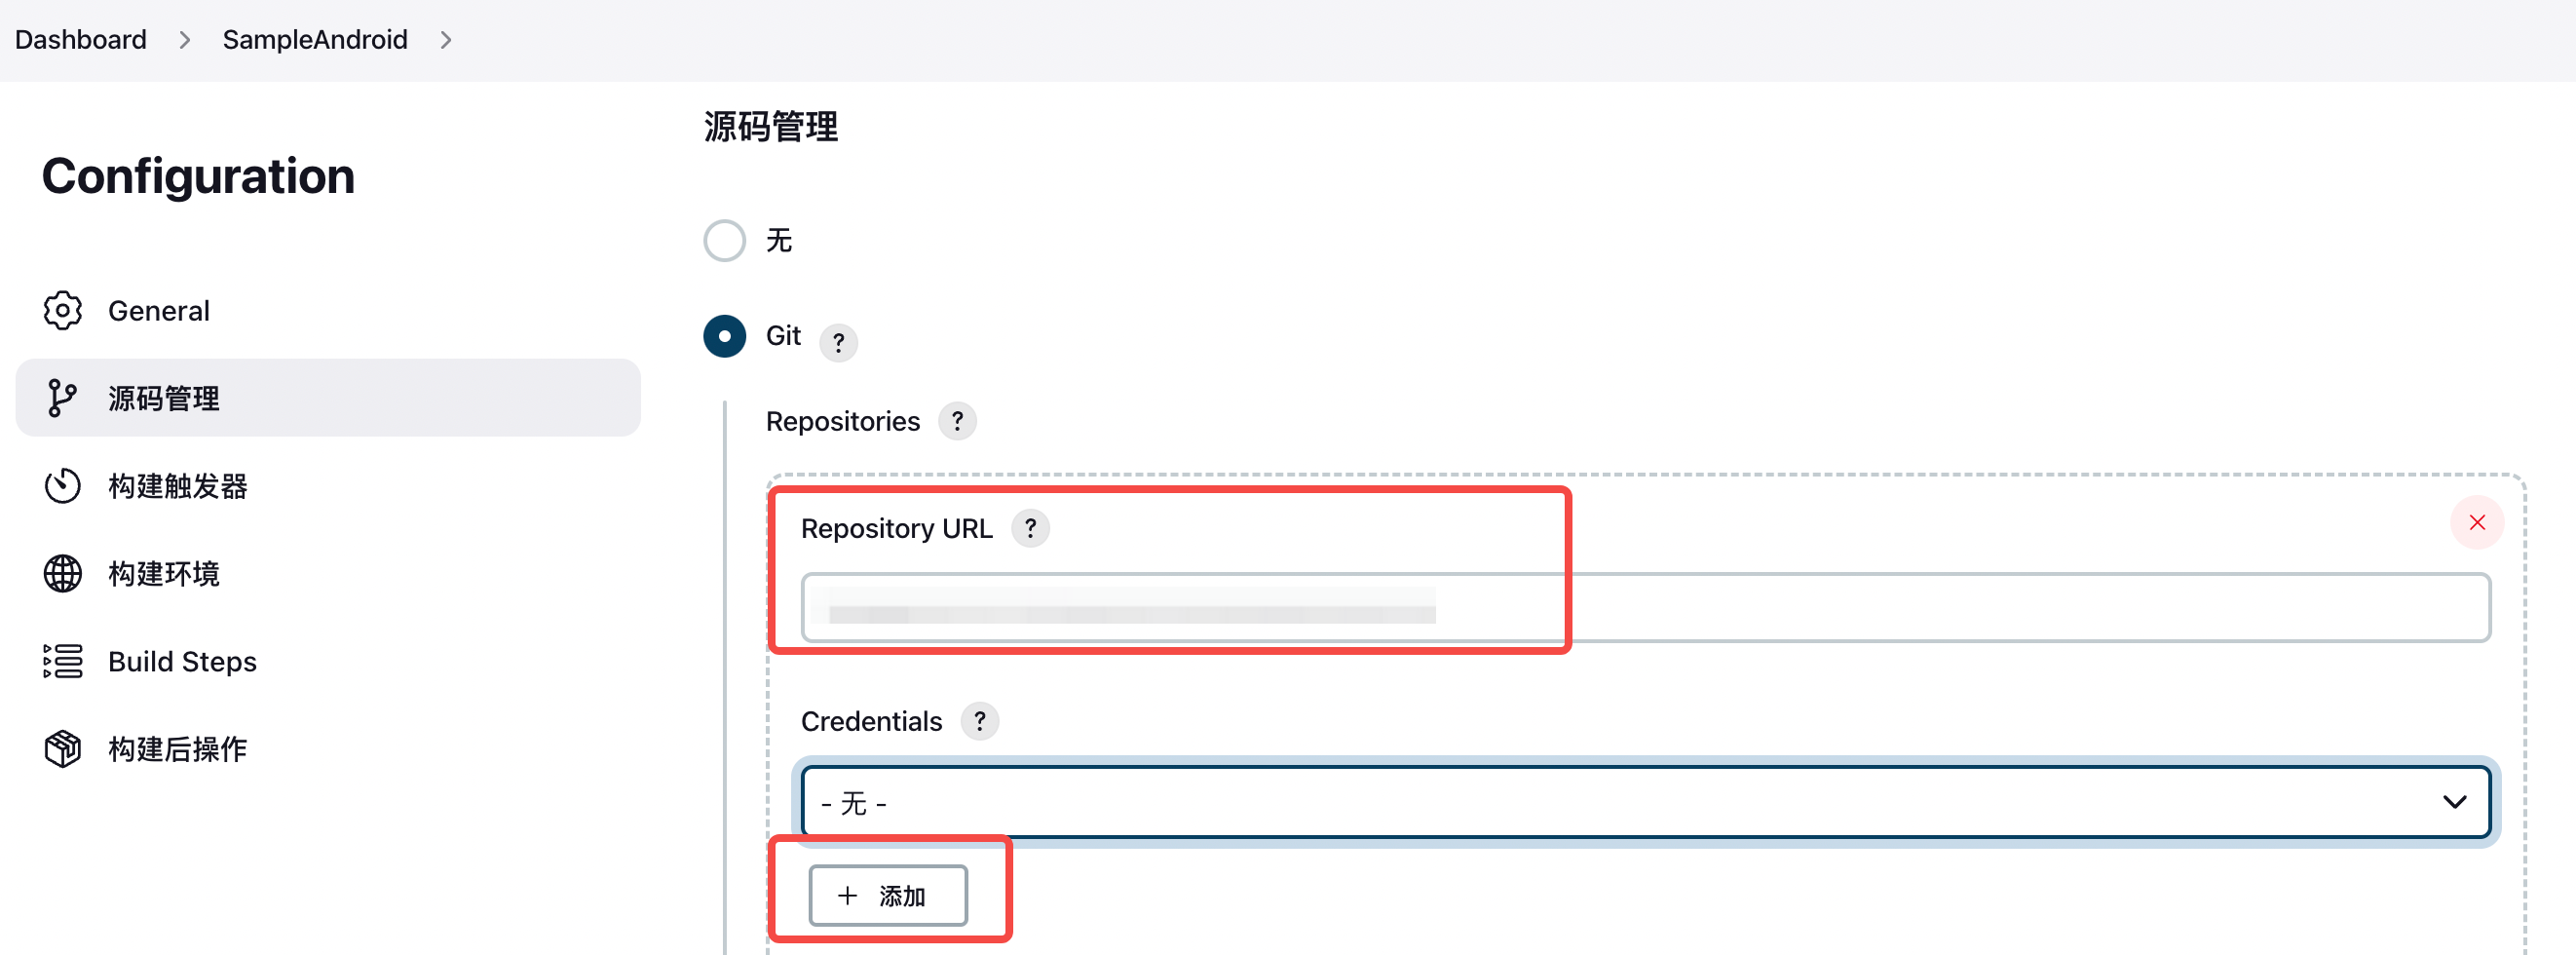 Dashboard > SampleAndroid >
Configuration
General
源码管理
构建触发器
构建环境
Build Steps
构建后操作
源码管理
无
Git ?
Repositories ?
Repository URL ?
Credentials ?
- 无 -
+ 添加